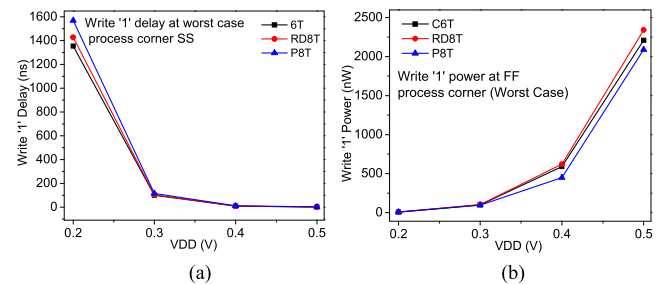 Write '1' delay at worst case
process corner SS
6T
RD8T
P8T
1600
1400
1200
1000
800
600
400
200
0
Write '1' Delay (ns)
0.2 0.3 0.4 0.5
VDD (V)
(a)
C6T
RD8T
P8T
Write '1' power at FF
process corner (Worst Case)
2500
2000
1500
1000
500
0
Write '1' Power (nW)
0.2 0.3 0.4 0.5
VDD (V)
(b)